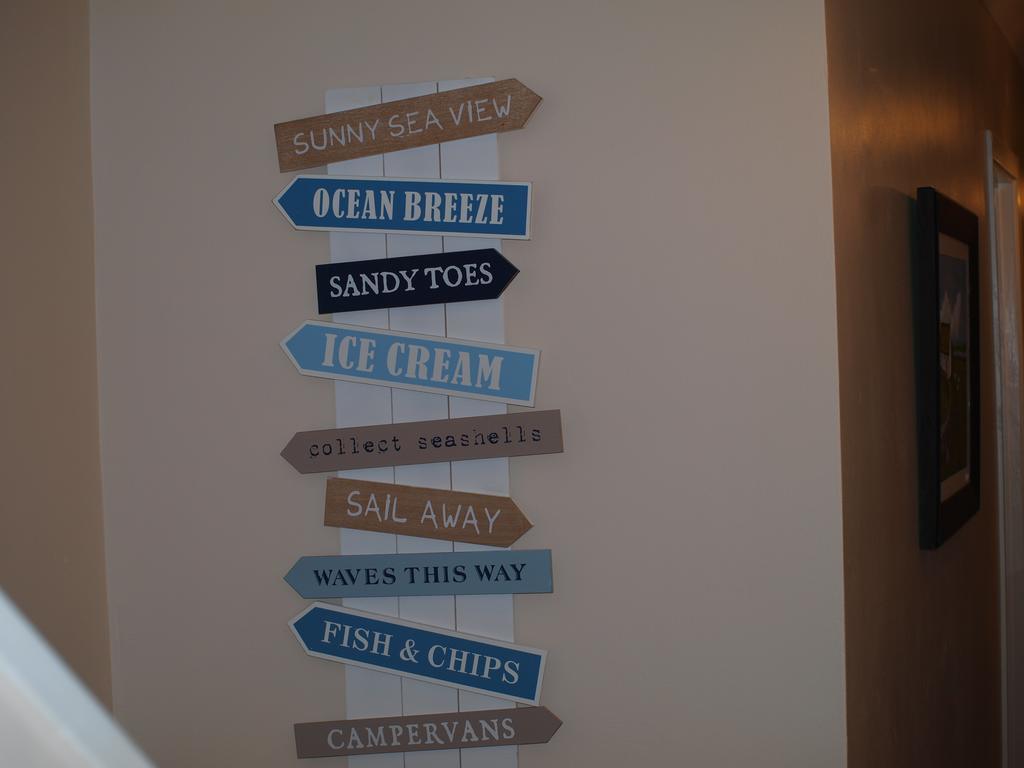 SUNNY SEA VIEW
OCEAN BREEZE
SANDY TOES
ICE CREAM
collect seashells
SAIL AWAY
WAVES THIS WAY
FISH & CHIPS
CAMPERVANS